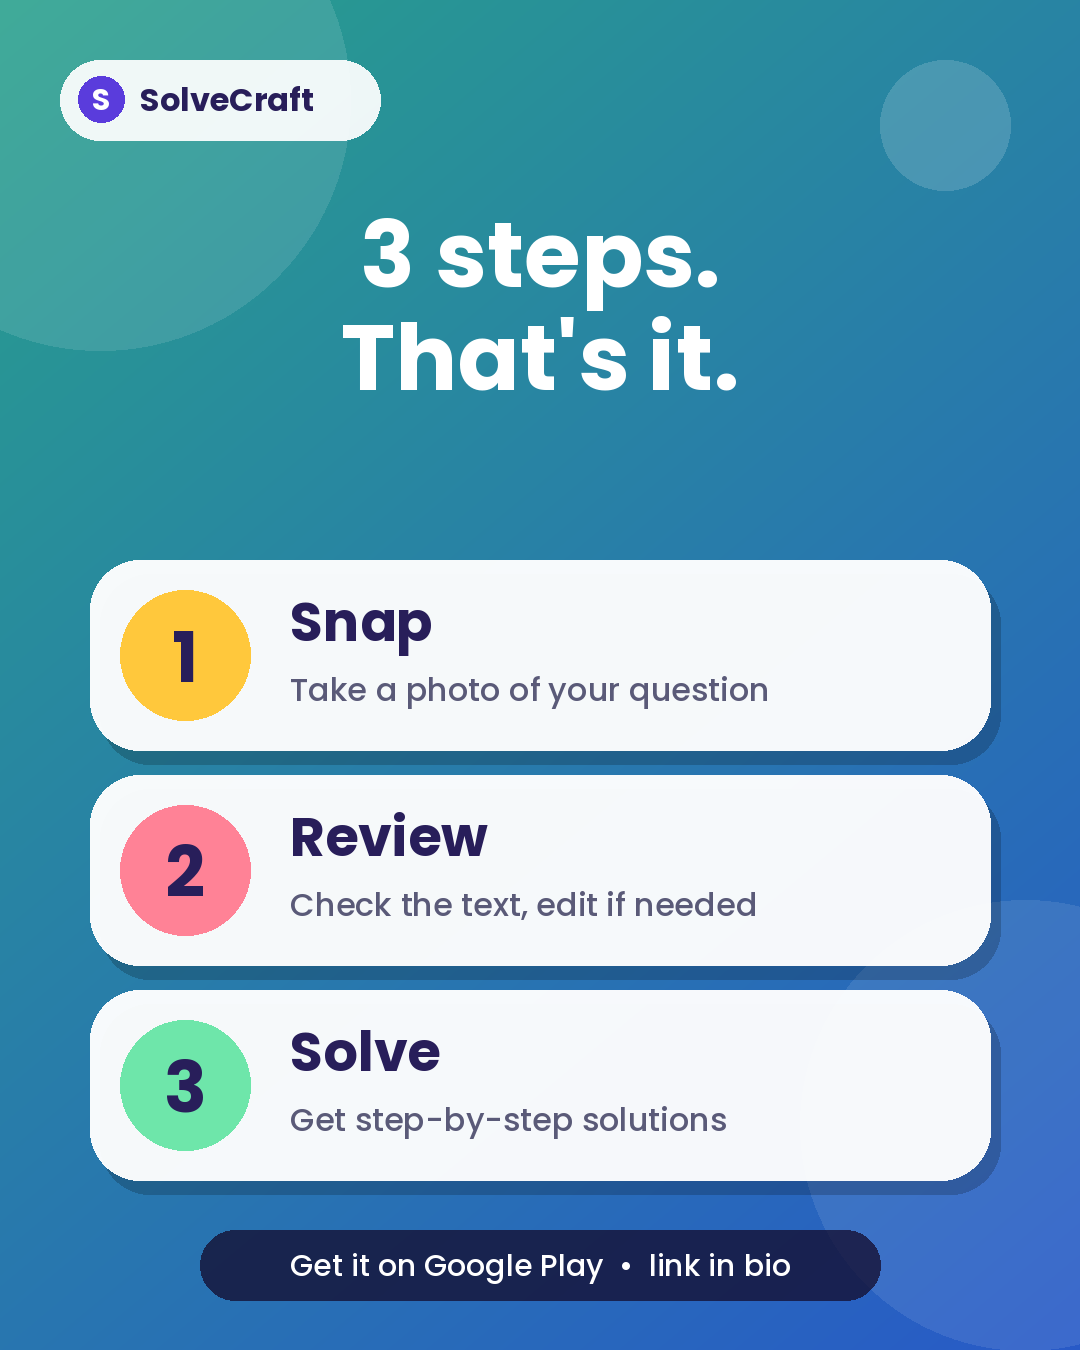 S SolveCraft
3 steps.
That's it.
1
Snap
Take a photo of your question
2
Review
Check the text, edit if needed
3
Solve
Get step-by-step solutions
Get it on Google Play • link in bio